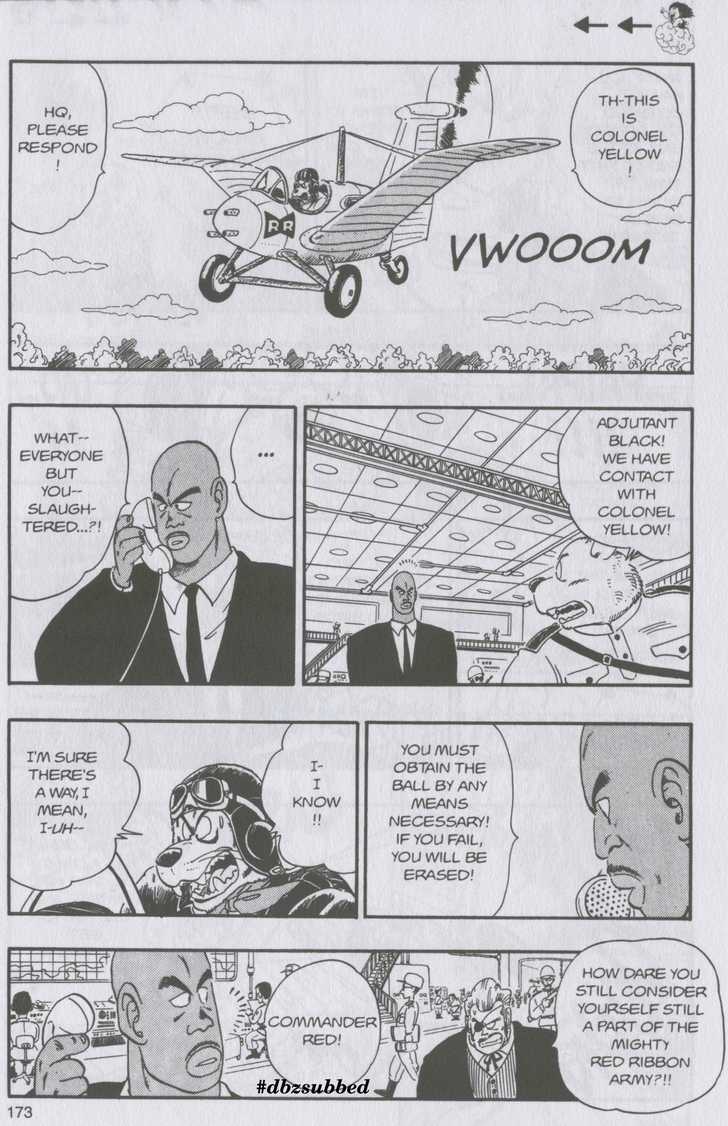 TH-THIS
IS
COLONEL
YELLOW
!
HQ,
PLEASE
RESPOND
!
RR
VWOOOM
ADJUTANT
BLACK!
WE HAVE
CONTACT
WITH
COLONEL
YELLOW!
...
WHAT--
EVERYONE
BUT
YOU--
SLAUGH-
TERED...?!
YOU MUST
OBTAIN THE
BALL BY ANY
MEANS
NECESSARY!
IF YOU FAIL,
YOU WILL BE
ERASED!
I-
I
KNOW
!!
I'M SURE
THERE'S
A WAY, I
MEAN,
I-UH--
HOW DARE YOU
STILL CONSIDER
YOURSELF STILL
A PART OF THE
MIGHTY
RED RIBBON
ARMY?!!
COMMANDER
RED!
#dbzsubbed
173